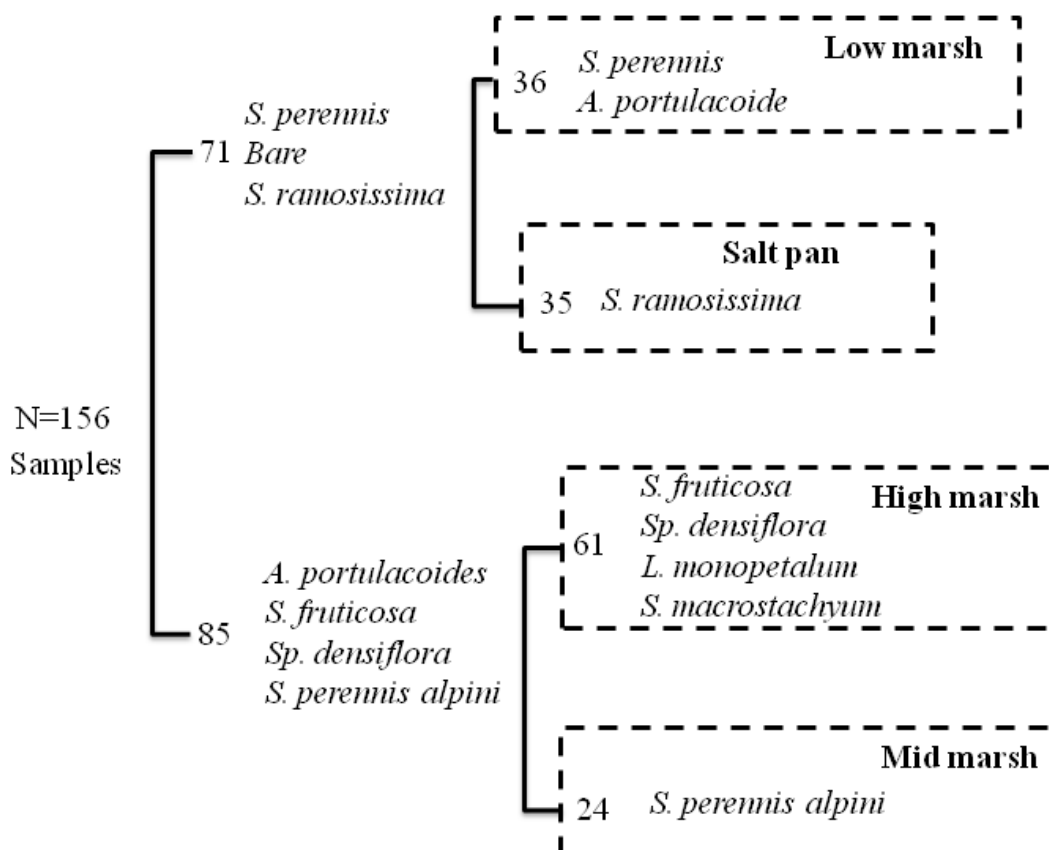 N=156
Samples
71
S. perennis
Bare
S. ramosissima
Low marsh
36
S. perennis
A. portulacoide
Salt pan
35 S. ramosissima
85
A. portulacoides
S. fruticosa
Sp. densiflora
S. perennis alpini
High marsh
61
S. fruticosa
Sp. densiflora
L. monopetalum
S. macrostachyum
Mid marsh
24 S. perennis alpini